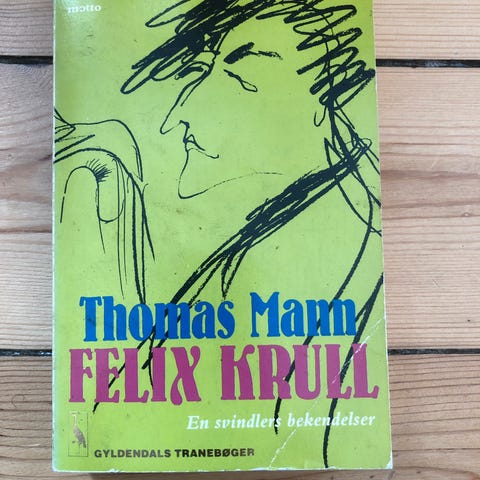 motto
Thomas Mann
FELIX KRULL
En svindlers bekendelser
GYLDENDALS TRANEBØGER